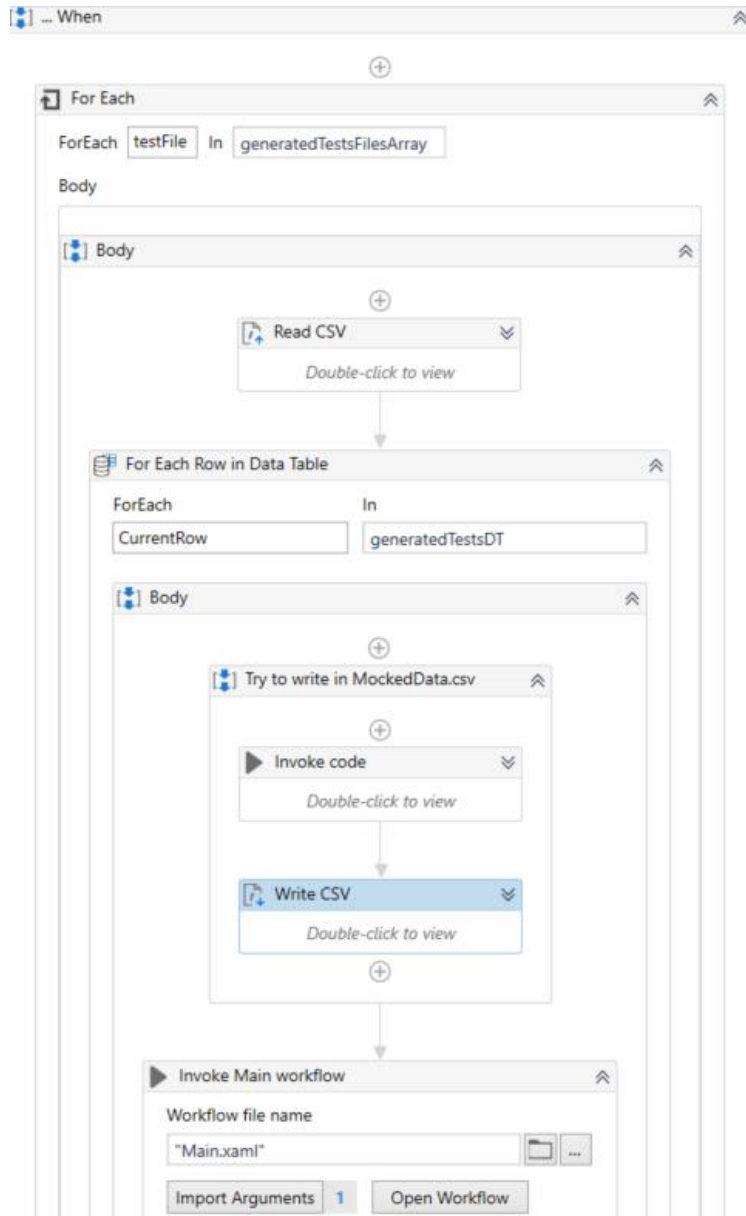 ... When
For Each
ForEach testFile In generatedTestsFilesArray
Body
Body
Read CSV
Double-click to view
For Each Row in Data Table
ForEach In
CurrentRow generatedTestsDT
Body
Try to write in MockedData.csv
Invoke code
Double-click to view
Write CSV
Double-click to view
Invoke Main workflow
Workflow file name
"Main.xaml" ...
Import Arguments 1 Open Workflow